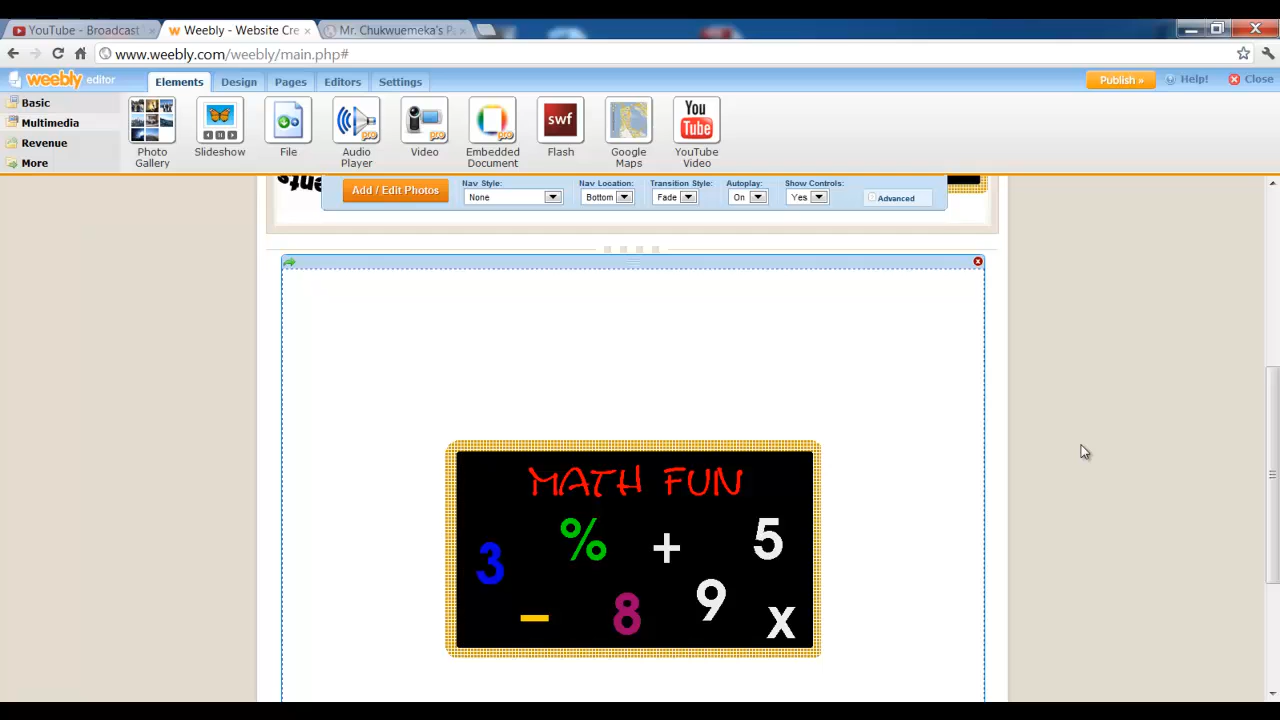 YouTube - Broadcast
Weebly - Website Cre
Mr. Chukwuemeka's P
www.weebly.com/weebly/main.php#
weebly editor
Elements
Design
Pages
Editors
Settings
Publish »
Help!
Close
Basic
Multimedia
Revenue
More
Photo Gallery
Slideshow
File
pro
Audio Player
pro
Video
pro
Embedded Document
swf
Flash
Google Maps
You Tube
YouTube Video
Add / Edit Photos
Nav Style:
None
Nav Location:
Bottom
Transition Style:
Fade
Autoplay:
On
Show Controls:
Yes
Advanced
MATH FUN
3 % + 5
- 8 9 x